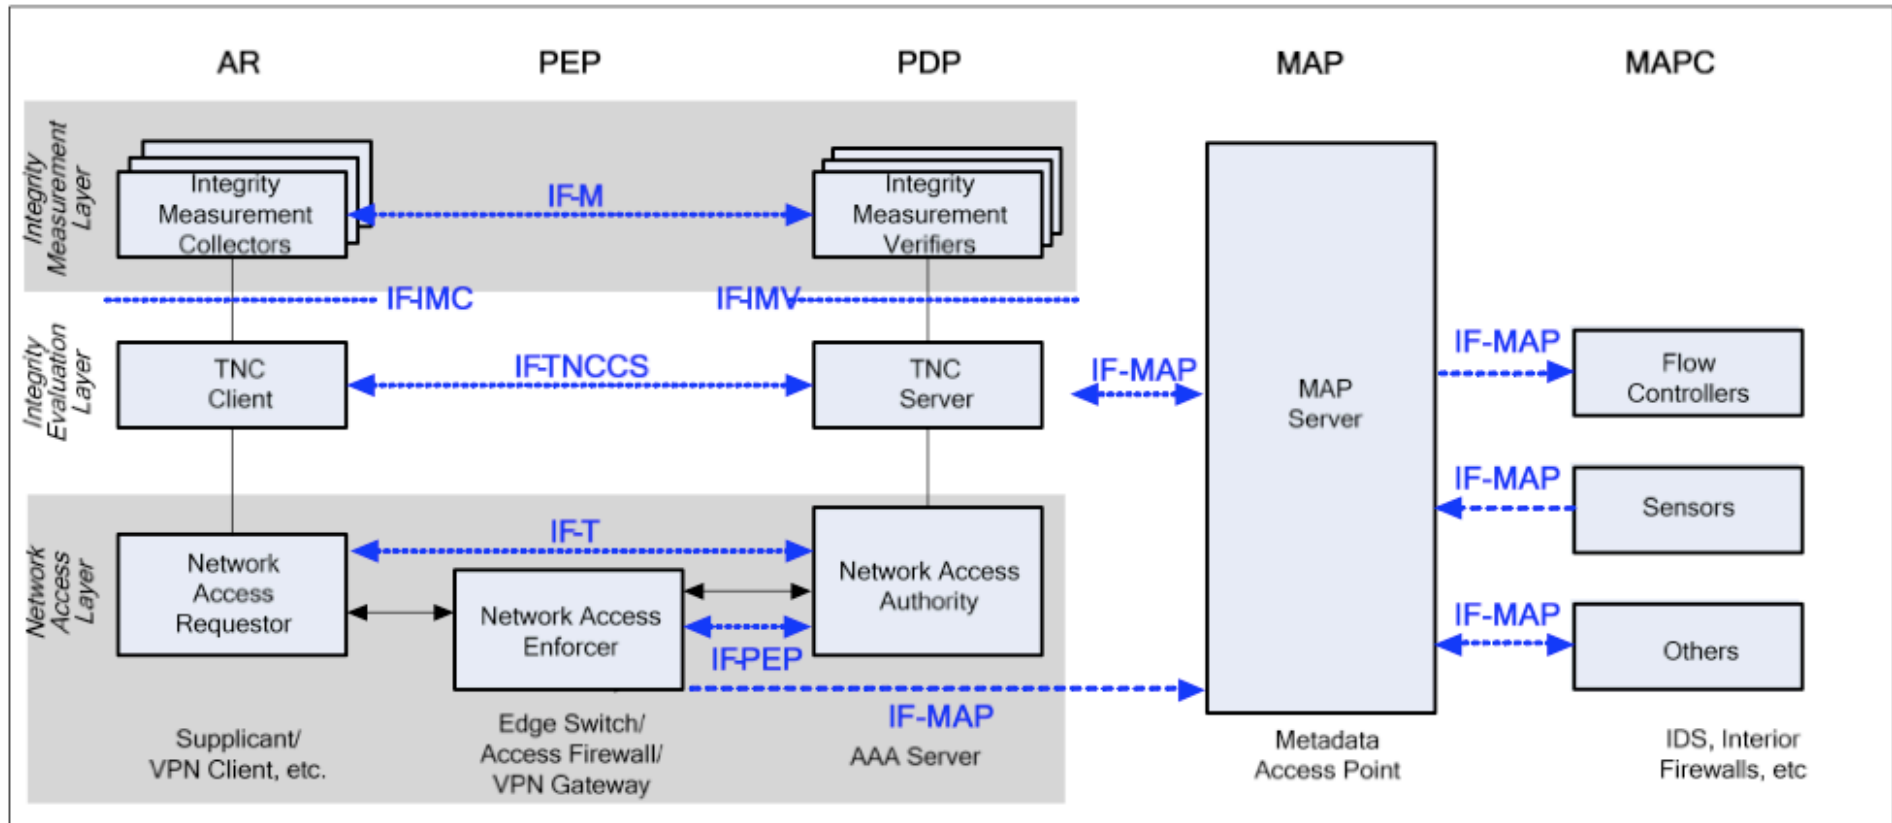 AR
PEP
PDP
MAP
MAPC
Integrity
Measurement
Layer
Integrity
Measurement
Collectors
IF-M
Integrity
Measurement
Verifiers
IF-IMC
IF-IMV
Integrity
Evaluation
Layer
TNC
Client
IF-TNCCS
TNC
Server
IF-MAP
MAP
Server
IF-MAP
Flow
Controllers
IF-MAP
Sensors
IF-MAP
Others
Network
Access
Layer
Network
Access
Requestor
IF-T
Network Access
Enforcer
Network Access
Authority
IF-PEP
IF-MAP
Supplicant/
VPN Client, etc.
Edge Switch/
Access Firewall/
VPN Gateway
AAA Server
Metadata
Access Point
IDS, Interior
Firewalls, etc